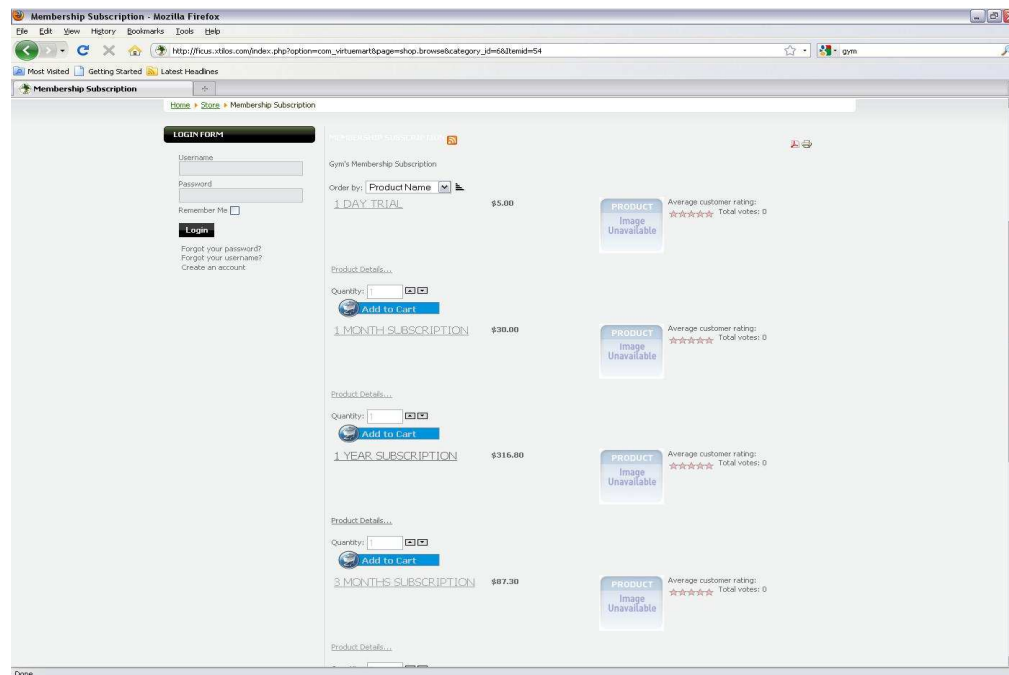 Membership Subscription - Mozilla Firefox
File Edit View History Bookmarks Tools Help
http://ficus.xtilos.com/index.php?option=com_virtuemart&page=shop.browse&category_id=6&Itemid=54
gym
Most Visited Getting Started Latest Headlines
Membership Subscription
Home Store Membership Subscription
LOGIN FORM
Username
Password
Remember Me
Login
Forgot your password?
Forgot your username?
Create an account
MEMBERSHIP SUBSCRIPTION
Gym's Membership Subscription
Order by: Product Name
1 DAY TRIAL $5.00
PRODUCT
Image
Unavailable
Average customer rating:
Total votes: 0
Product Details...
Quantity: 1
Add to Cart
1 MONTH SUBSCRIPTION $30.00
PRODUCT
Image
Unavailable
Average customer rating:
Total votes: 0
Product Details...
Quantity: 1
Add to Cart
1 YEAR SUBSCRIPTION $316.80
PRODUCT
Image
Unavailable
Average customer rating:
Total votes: 0
Product Details...
Quantity: 1
Add to Cart
3 MONTHS SUBSCRIPTION $87.30
PRODUCT
Image
Unavailable
Average customer rating:
Total votes: 0
Product Details...
Done